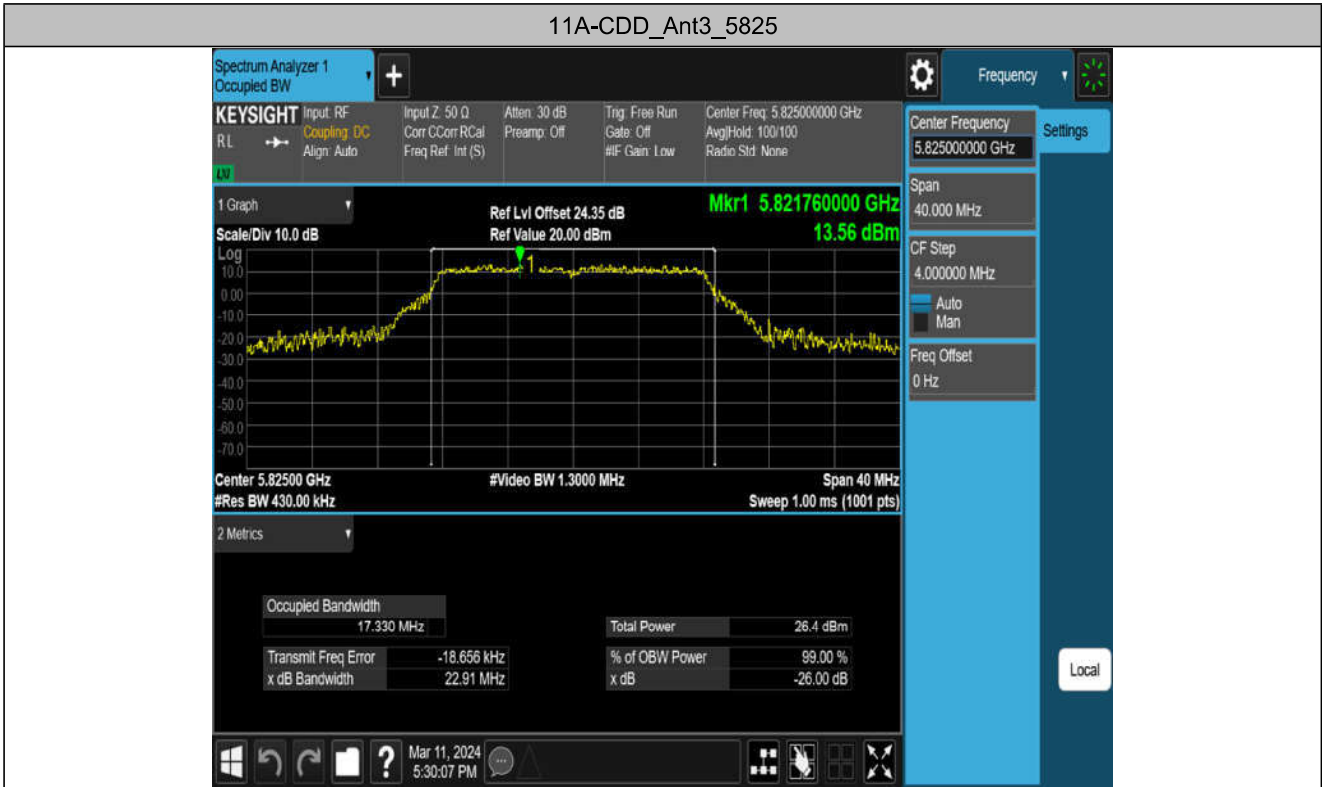 11A-CDD_Ant3_5825
Spectrum Analyzer 1
Occupied BW
+
Frequency
KEYSIGHT
RL
LXI
Input: RF
Coupling: DC
Align: Auto
Input Z: 50 Ω
Corr CCorr RCal
Freq Ref: Int (S)
Atten: 30 dB
Preamp: Off
Trig: Free Run
Gate: Off
#IF Gain: Low
Center Freq: 5.825000000 GHz
Avg|Hold: 100/100
Radio Std: None
Center Frequency
5.825000000 GHz
Settings
Span
40.000 MHz
CF Step
4.000000 MHz
Auto
Man
Freq Offset
0 Hz
Local
1 Graph
Scale/Div 10.0 dB
Ref Lvl Offset 24.35 dB
Ref Value 20.00 dBm
Mkr1 5.821760000 GHz
13.56 dBm
Log
10.0
0.00
-10.0
-20.0
-30.0
-40.0
-50.0
-60.0
-70.0
1
Center 5.82500 GHz
#Res BW 430.00 kHz
#Video BW 1.3000 MHz
Span 40 MHz
Sweep 1.00 ms (1001 pts)
2 Metrics
Occupied Bandwidth
17.330 MHz
Total Power 26.4 dBm
Transmit Freq Error -18.656 kHz
% of OBW Power 99.00 %
x dB Bandwidth 22.91 MHz
x dB -26.00 dB
?
Mar 11, 2024
5:30:07 PM